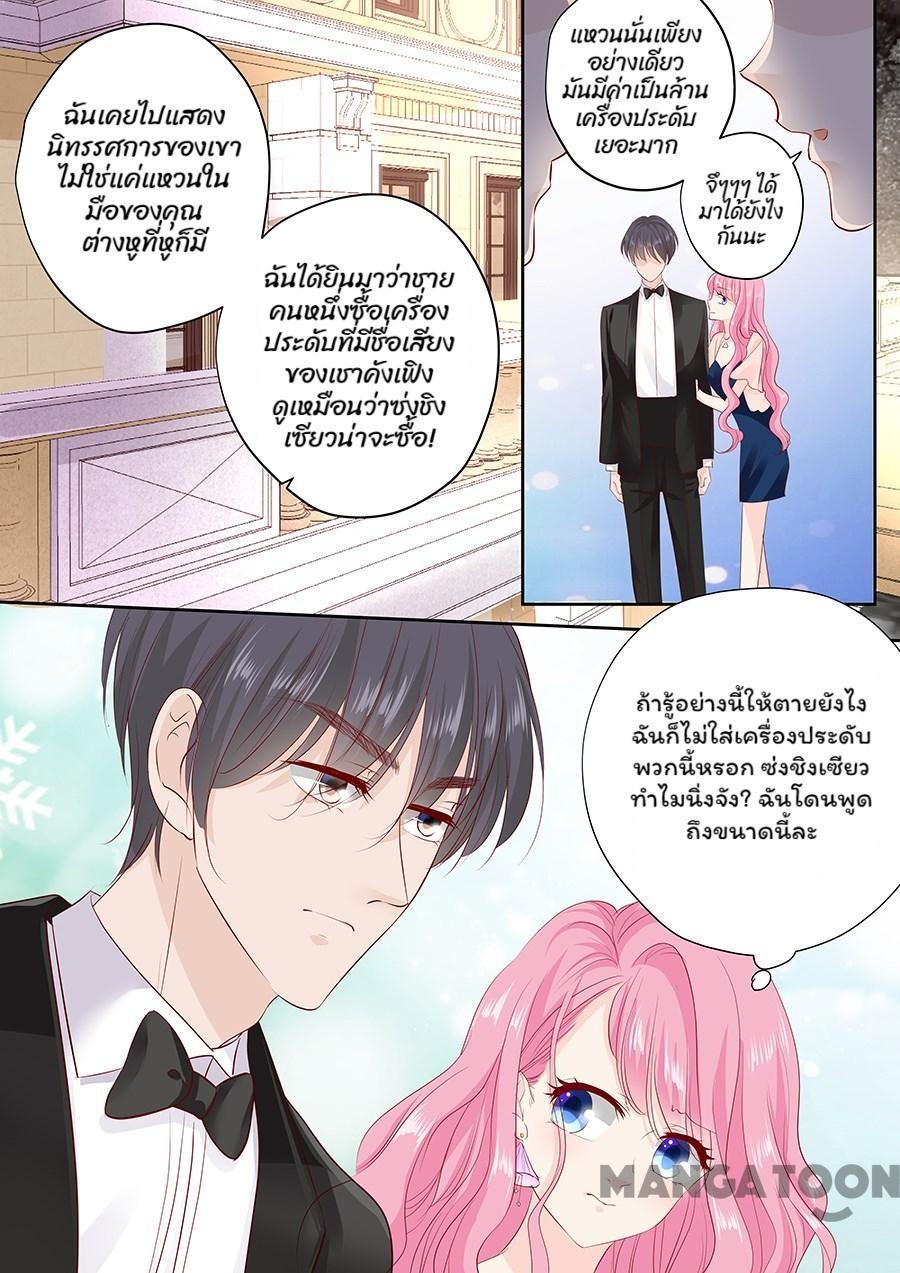 ฉันเคยไปแสดง
นิทรรศการของเขา
ไม่ใช่แค่แหวนใน
มือของคุณ
ต่างหูที่หูก็มี
ฉันได้ยินมาว่าชาย
คนหนึ่งซื้อเครื่อง
ประดับที่มีชื่อเสียง
ของเชาคังเฟิง
ดูเหมือนว่าซ่งชิง
เซียวน่าจะซื้อ!
แหวนนั่นเพียง
อย่างเดียว
มันมีค่าเป็นล้าน
เครื่องประดับ
เยอะมาก
จึๆๆๆ ได้
มาได้ยังไง
กันนะ
ถ้ารู้อย่างนี้ให้ตายยังไง
ฉันก็ไม่ใส่เครื่องประดับ
พวกนี้หรอก ซ่งชิงเซียว
ทำไมนิ่งจัง? ฉันโดนพูด
ถึงขนาดนี้ละ
MANGATOON